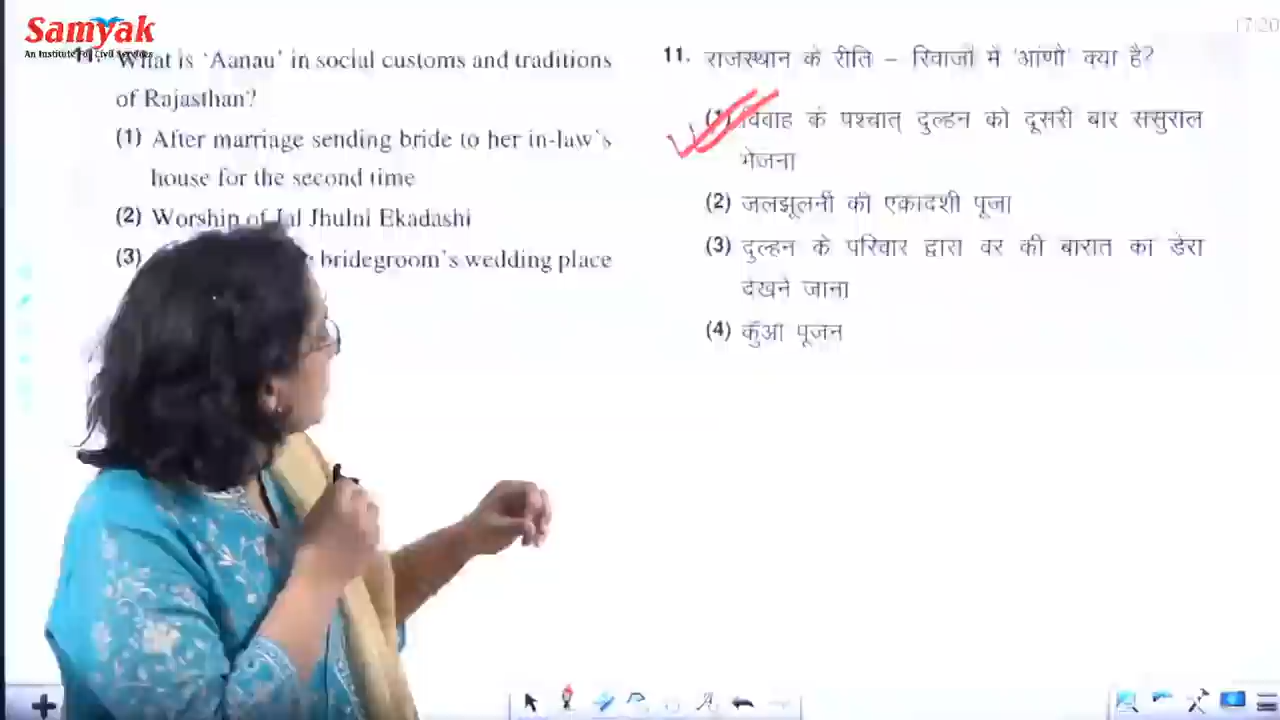 Samyak
An Institute For Civil Services
17:20
What is ‘Aanau’ in social customs and traditions
of Rajasthan?
(1) After marriage sending bride to her in-law’s
house for the second time
(2) Worship of Jal Jhulni Ekadashi
(3) bridegroom’s wedding place
11. राजस्थान के रीति – रिवाजों में ‘आंणौ’ क्या है?
(1) विवाह के पश्चात् दुल्हन को दूसरी बार ससुराल
भेजना
(2) जलझूलनी की एकादशी पूजा
(3) दुल्हन के परिवार द्वारा वर की बारात का डेरा
देखने जाना
(4) कुँआ पूजन